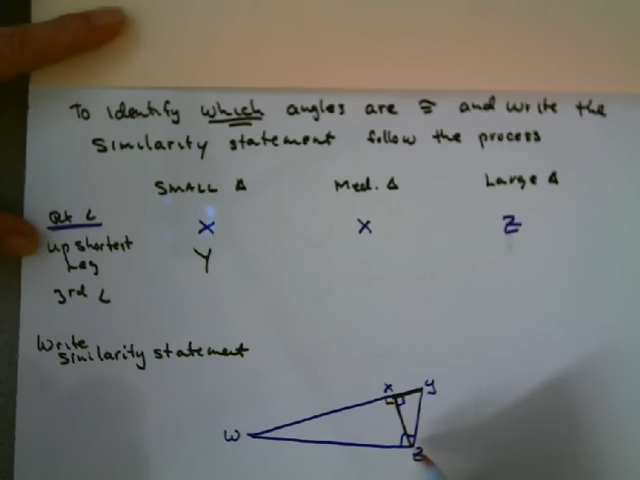 To identify which angles are ≅ and write the
similarity statement follow the process
SMALL Δ Med. Δ Large Δ
Rt ∠ X X Z
up shortest Y
Leg
3rd ∠
Write
similarity statement
X Y
W
Z